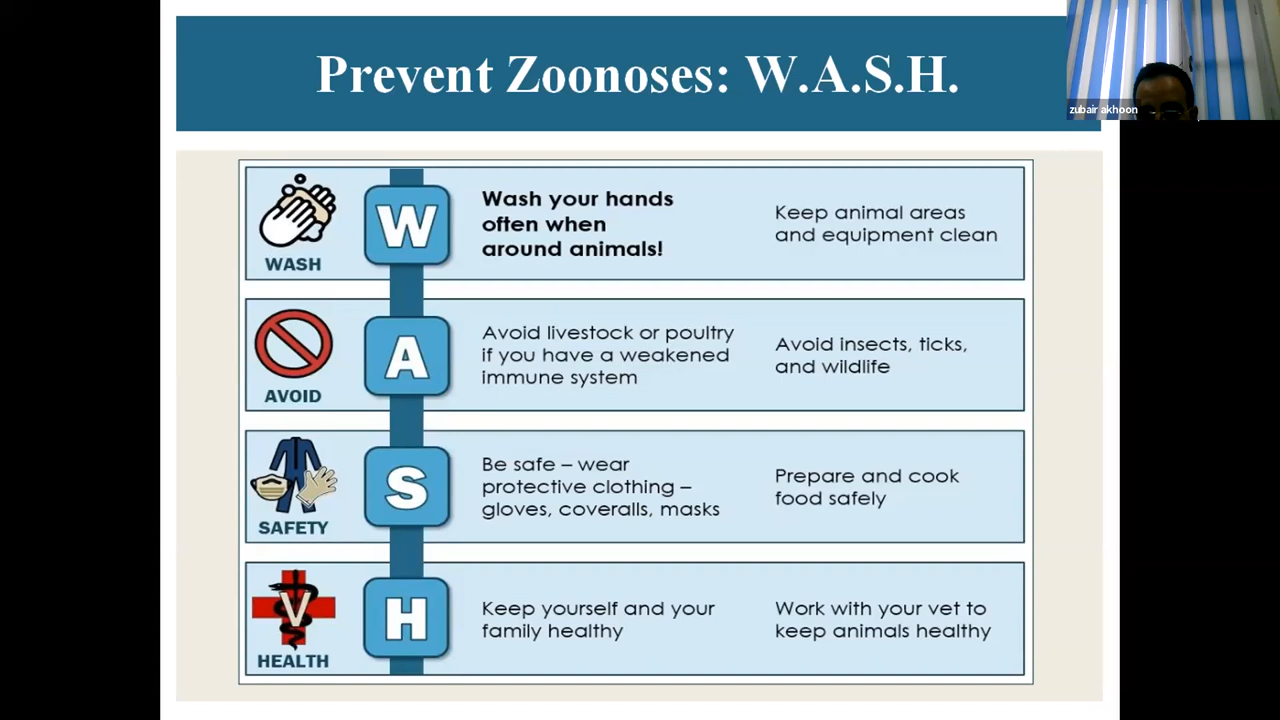 Prevent Zoonoses: W.A.S.H.
zubair akhoon
WASH
W
Wash your hands
often when
around animals!
Keep animal areas
and equipment clean
AVOID
A
Avoid livestock or poultry
if you have a weakened
immune system
Avoid insects, ticks,
and wildlife
SAFETY
S
Be safe – wear
protective clothing –
gloves, coveralls, masks
Prepare and cook
food safely
V
HEALTH
H
Keep yourself and your
family healthy
Work with your vet to
keep animals healthy